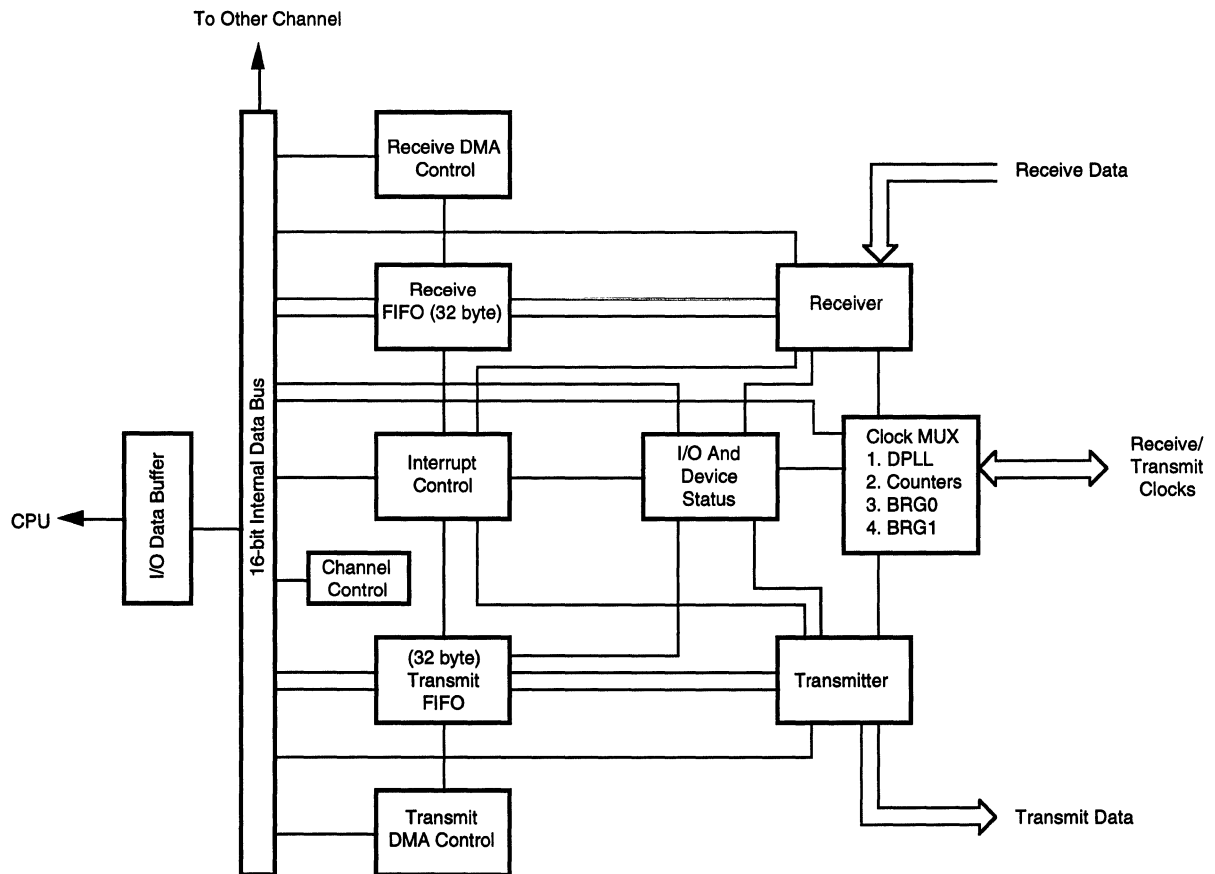 To Other Channel
Receive DMA
Control
Receive Data
Receive
FIFO (32 byte)
Receiver
16-bit Internal Data Bus
I/O Data Buffer
CPU
Interrupt
Control
I/O And
Device
Status
Clock MUX
1. DPLL
2. Counters
3. BRG0
4. BRG1
Receive/
Transmit
Clocks
Channel
Control
(32 byte)
Transmit
FIFO
Transmitter
Transmit
DMA Control
Transmit Data